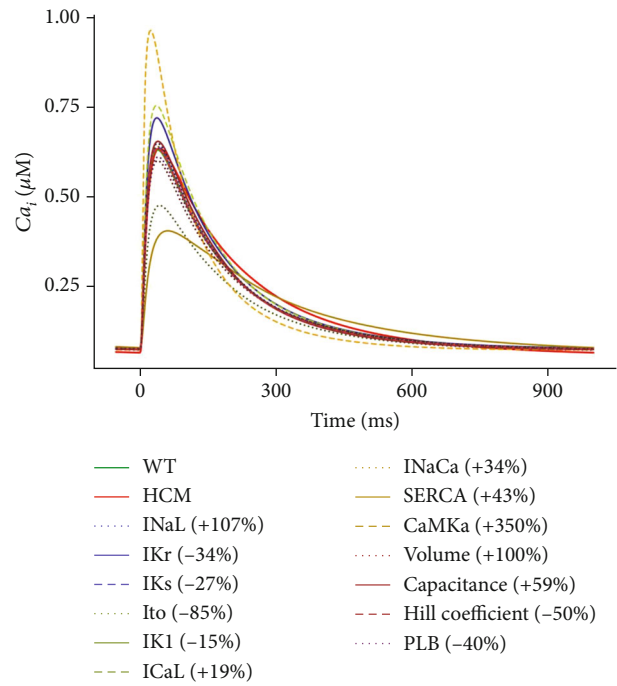 1.00
0.75
0.50
0.25
Ca_i (μM)
0
300
600
900
Time (ms)
WT
HCM
INaL (+107%)
IKr (–34%)
IKs (–27%)
Ito (–85%)
IK1 (–15%)
ICaL (+19%)
INaCa (+34%)
SERCA (+43%)
CaMKa (+350%)
Volume (+100%)
Capacitance (+59%)
Hill coefficient (–50%)
PLB (–40%)